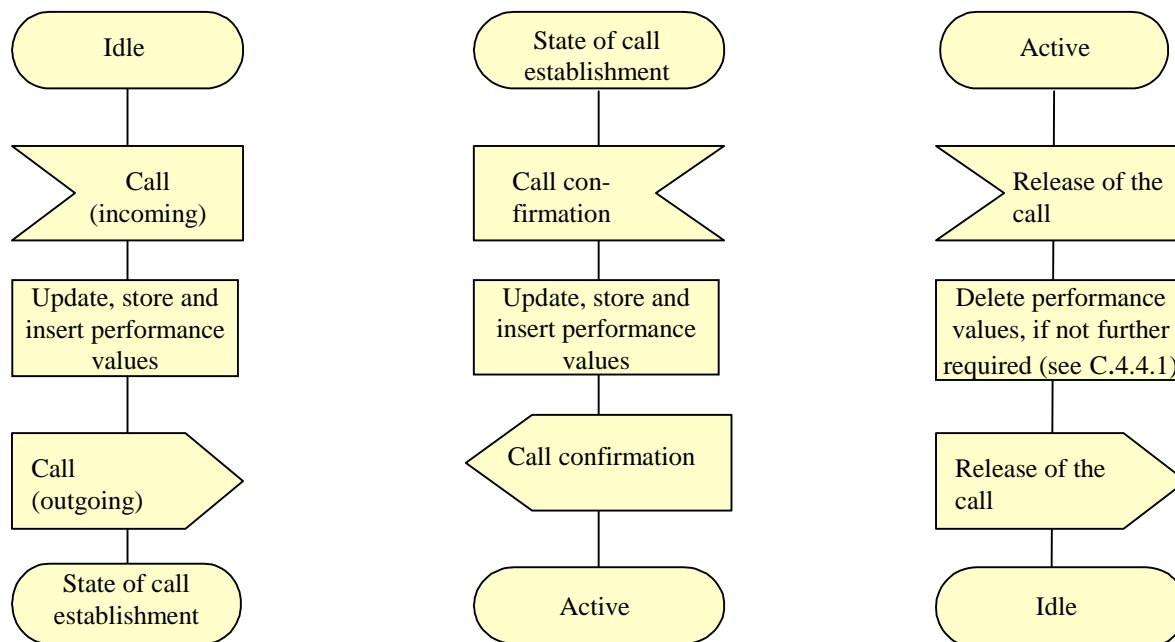 Idle
Call
(incoming)
Update, store and
insert performance
values
Call
(outgoing)
State of call
establishment
State of call
establishment
Call con-
firmation
Update, store and
insert performance
values
Call confirmation
Active
Active
Release of the
call
Delete performance
values, if not further
required (see C.4.4.1)
Release of the
call
Idle